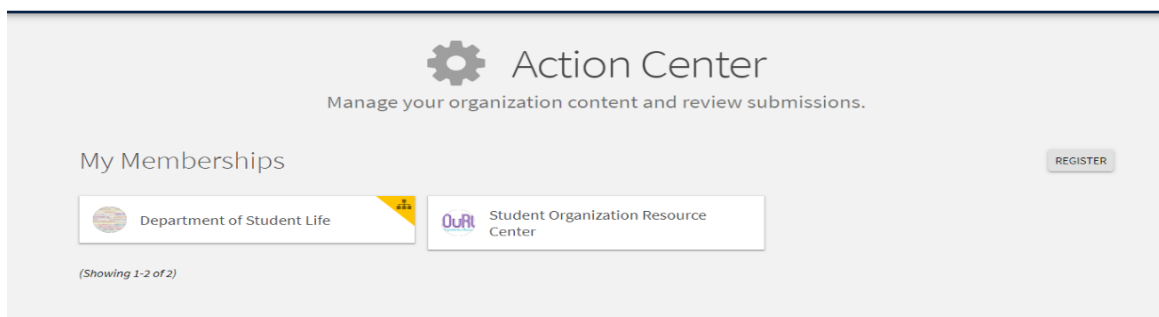 Action Center
Manage your organization content and review submissions.
My Memberships
REGISTER
Department of Student Life
OuRt
Student Organization Resource
Center
(Showing 1-2 of 2)